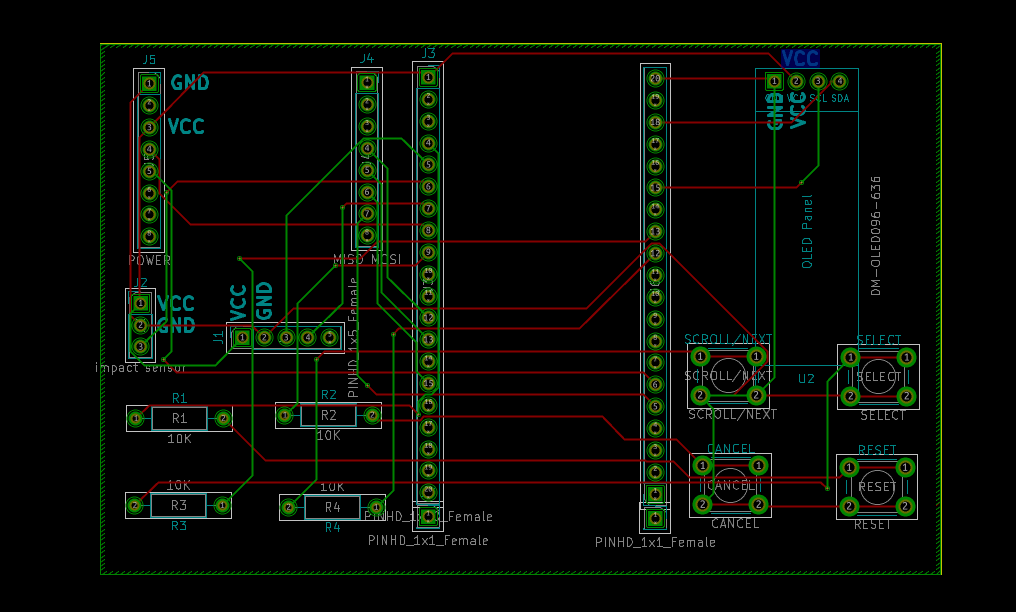 J5
GND
VCC
J4
J3
VCC
GND
VCC
SCL SDA
OLED Panel
DM-OLED096-636
POWER
MISO MOSI
J2
VCC
GND
VCC
GND
J1
impact sensor
PINHD_1x5_Female
R1
R1
10K
R2
R2
10K
10K
R3
R3
10K
R4
R4
PINHD_1x1_Female
PINHD_1x1_Female
SCROLL/NEXT
SCROLL/NEXT
SCROLL/NEXT
U2
SELECT
SELECT
SELECT
CANCEL
CANCEL
CANCEL
RESET
RESET
RESET